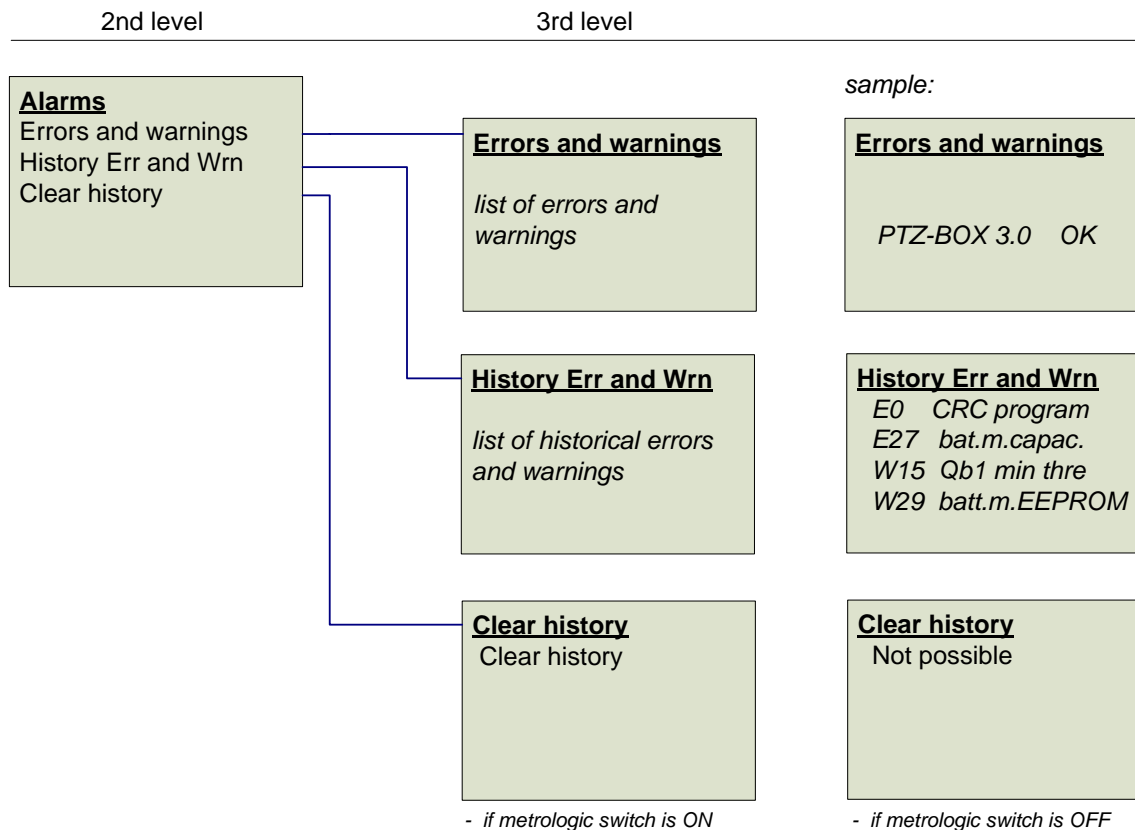 2nd level
3rd level
Alarms
Errors and warnings
History Err and Wrn
Clear history
Errors and warnings
list of errors and
warnings
sample:
Errors and warnings
PTZ-BOX 3.0 OK
History Err and Wrn
list of historical errors
and warnings
History Err and Wrn
E0 CRC program
E27 bat.m.capac.
W15 Qb1 min thre
W29 batt.m.EEPROM
Clear history
Clear history
- if metrologic switch is ON
Clear history
Not possible
- if metrologic switch is OFF